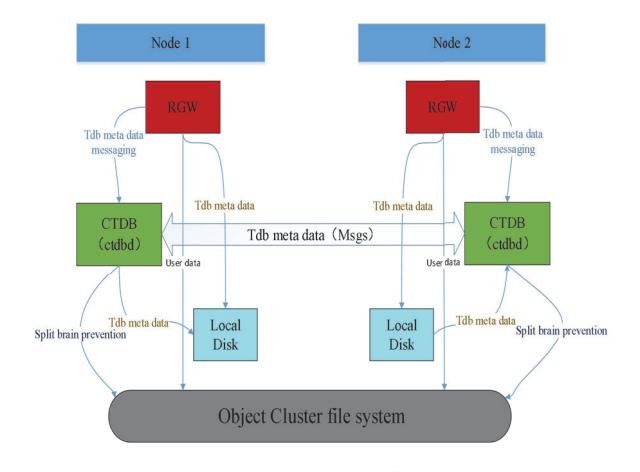 Node 1
Node 2
RGW
RGW
Tdb meta data
messaging
Tdb meta data
messaging
Tdb meta data
Tdb meta data
CTDB
(ctdbd)
Tdb meta data (Msgs)
CTDB
(ctdbd)
User data
User data
Split brain prevention
Tdb meta data
Local
Disk
Local
Disk
Tdb meta data
Split brain prevention
Object Cluster file system